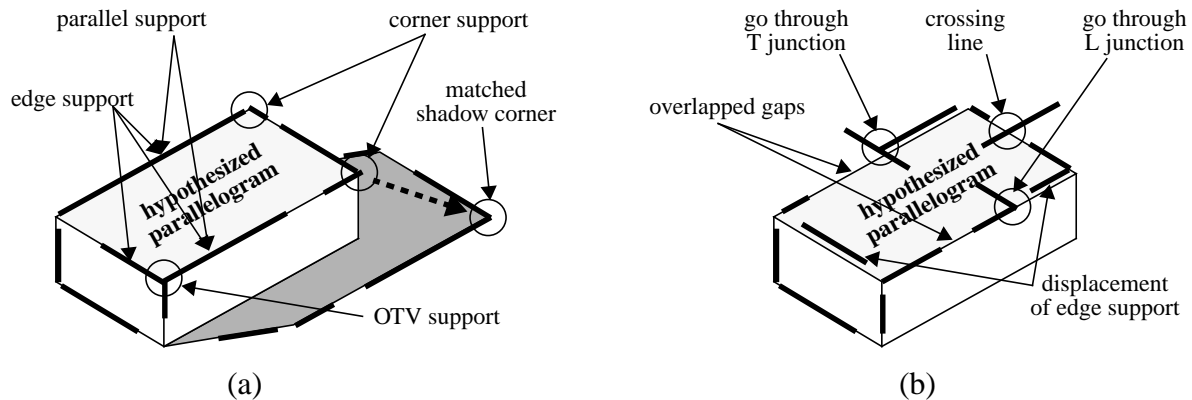 parallel support
corner support
edge support
matched
shadow corner
hypothesized
parallelogram
OTV support
(a)
go through
T junction
crossing
line
go through
L junction
overlapped gaps
hypothesized
parallelogram
displacement
of edge support
(b)